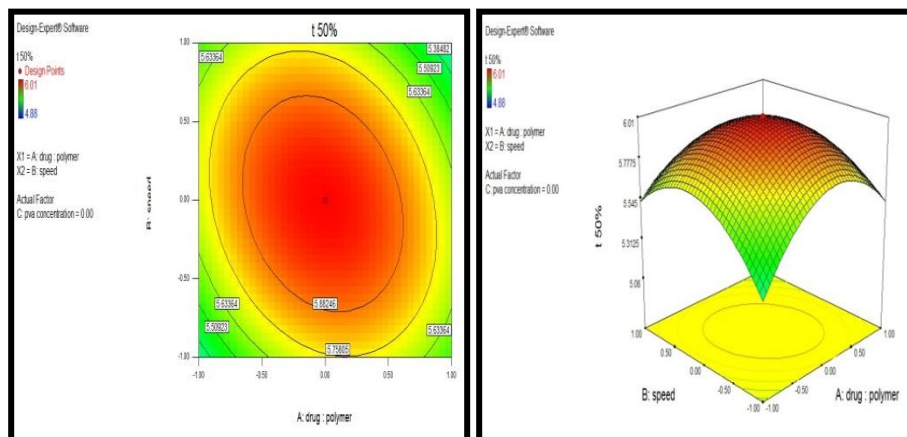 Design-Expert® Software
t 50%
Design Points
6.01
4.88
X1 = A: drug : polymer
X2 = B: speed
Actual Factor
C: pva concentration = 0.00
t 50%
1.00
0.50
0.00
-0.50
-1.00
-1.00
-0.50
0.00
0.50
1.00
B: speed
A: drug : polymer
5.63364
5.38482
5.50923
5.63364
5.88246
5.63364
5.50923
5.75805
5.63364
Design-Expert® Software
t 50%
6.01
4.88
X1 = A: drug : polymer
X2 = B: speed
Actual Factor
C: pva concentration = 0.00
6.01
5.7775
5.545
5.3125
5.08
t 50%
1.00
0.50
0.00
-0.50
-1.00
-1.00
-0.50
0.00
0.50
1.00
B: speed
A: drug : polymer